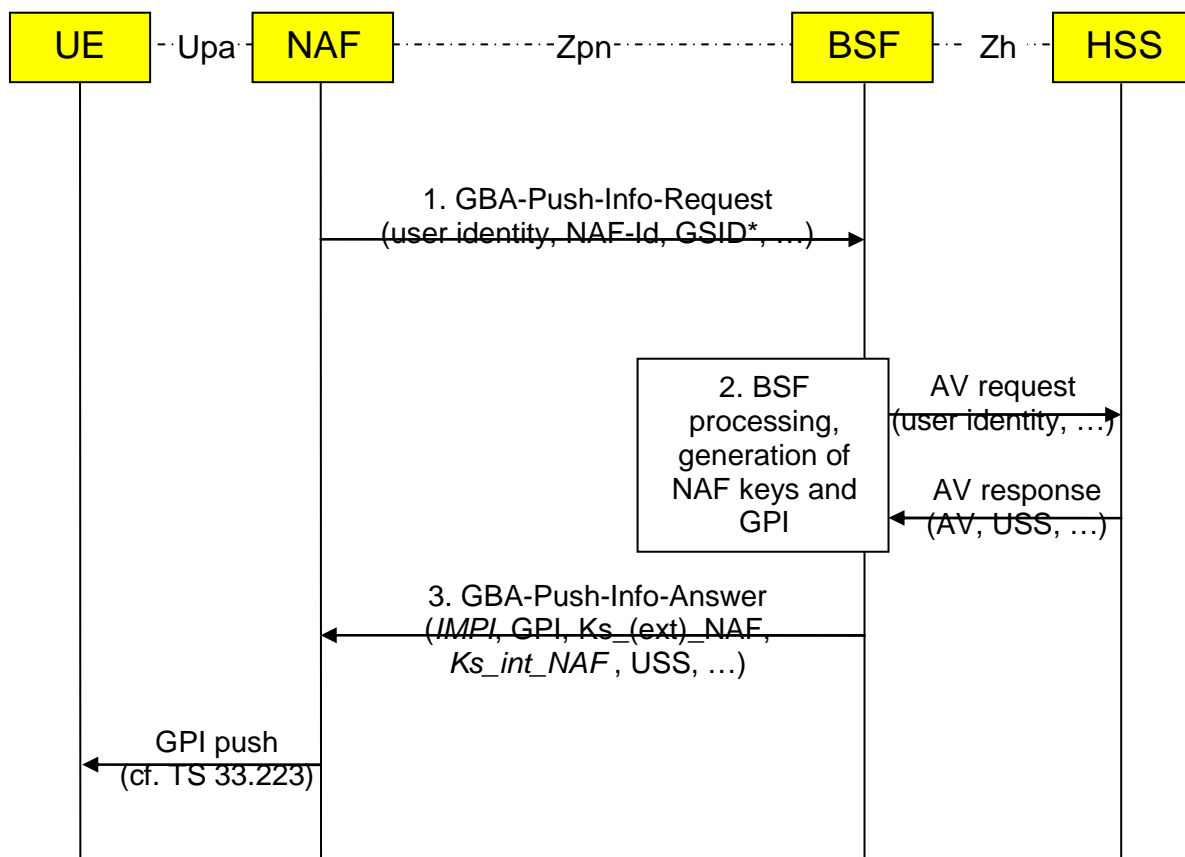 UE Upa NAF Zpn BSF Zh HSS
1. GBA-Push-Info-Request
(user identity, NAF-Id, GSID*, …)
2. BSF
processing,
generation of
NAF keys and
GPI
AV request
(user identity, …)
AV response
(AV, USS, …)
3. GBA-Push-Info-Answer
(IMPI, GPI, Ks_(ext)_NAF,
Ks_int_NAF , USS, …)
GPI push
(cf. TS 33.223)